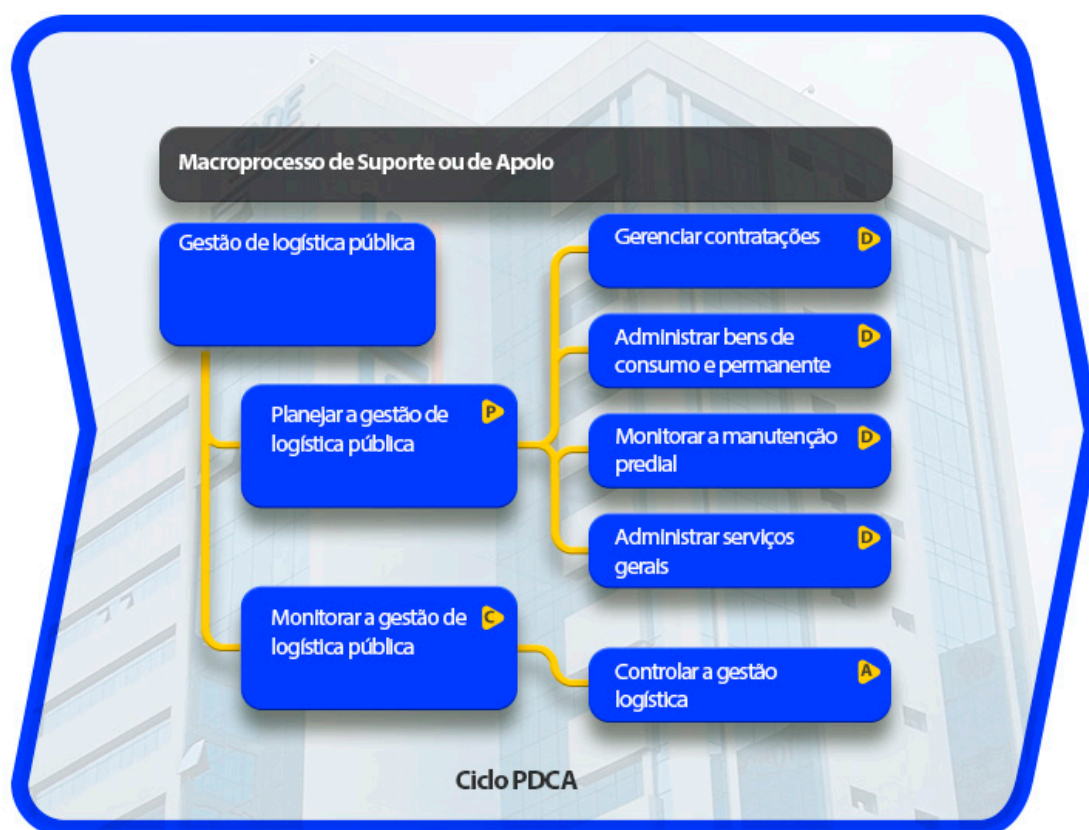 Macroprocesso de Suporte ou de Apoio
Gestão de logística pública
Planejar a gestão de
logística pública
P
Gerenciar contratações
D
Administrar bens de
consumo e permanente
D
Monitorar a manutenção
predial
D
Administrar serviços
gerais
D
Monitorar a gestão de
logística pública
C
Controlar a gestão
logística
A
Ciclo PDCA